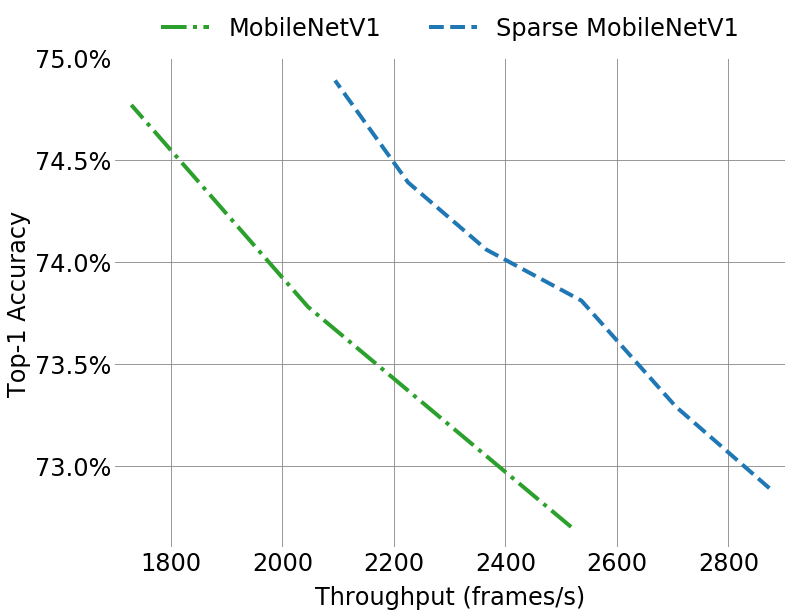 MobileNetV1 Sparse MobileNetV1
75.0%
74.5%
74.0%
73.5%
73.0%
Top-1 Accuracy
1800 2000 2200 2400 2600 2800
Throughput (frames/s)